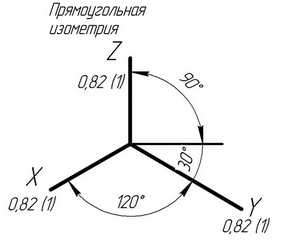 Прямоугольная
изометрия
Z
0,82 (1)
90°
30°
X
120°
0,82 (1)
Y
0,82 (1)